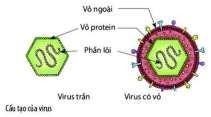 Vỏ ngoài
Vỏ protein
Phần lõi
Virus trần
Virus có vỏ
Cấu tạo của virus